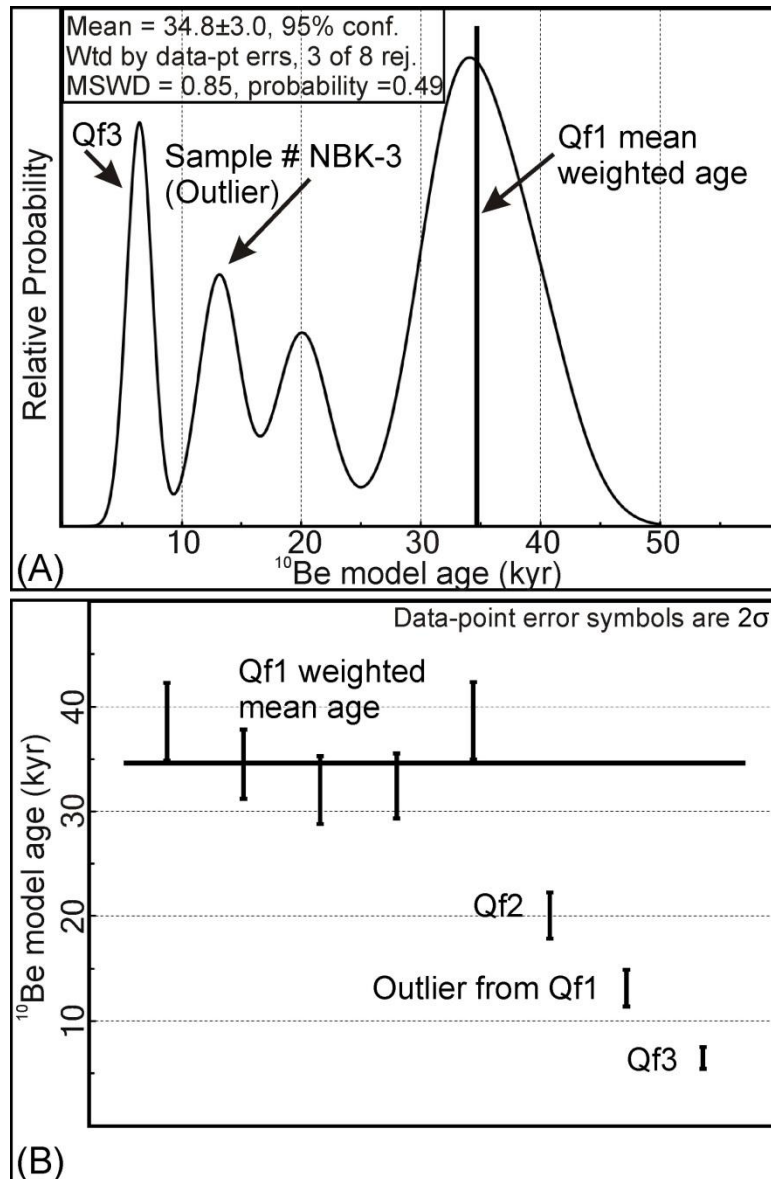 Mean = 34.8±3.0, 95% conf.
Wtd by data-pt errs, 3 of 8 rej.
MSWD = 0.85, probability =0.49
Qf3
Sample # NBK-3
(Outlier)
Qf1 mean
weighted age
Relative Probability
10 20 30 40 50
¹⁰Be model age (kyr)
(A)
Data-point error symbols are 2σ
Qf1 weighted
mean age
40
30
20
10
¹⁰Be model age (kyr)
Qf2
Outlier from Qf1
Qf3
(B)